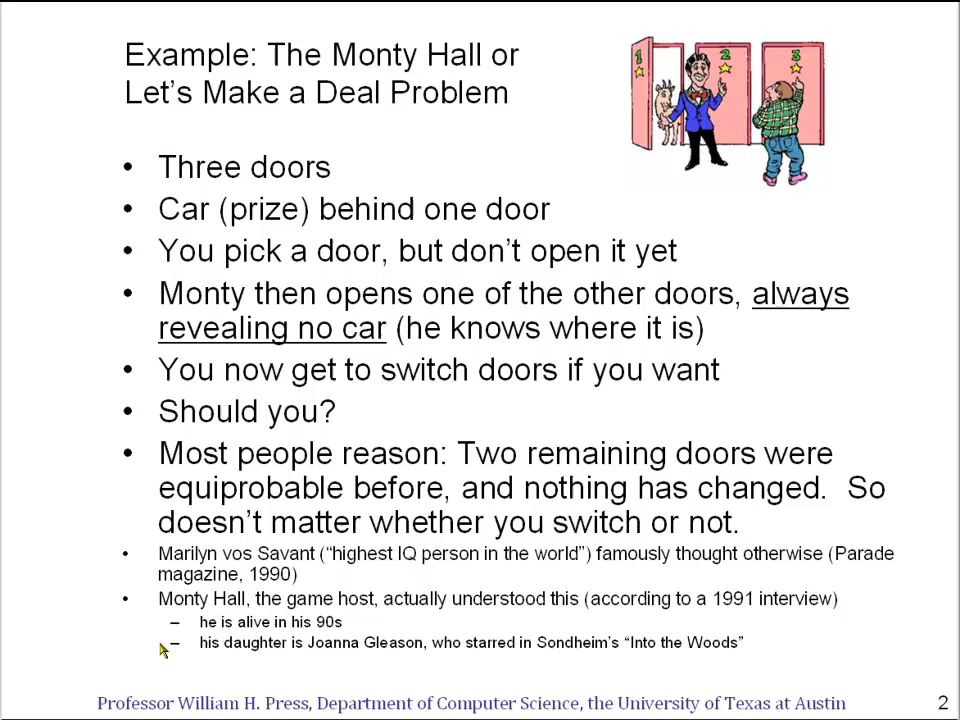 Example: The Monty Hall or
Let's Make a Deal Problem
1
2
3
• Three doors
• Car (prize) behind one door
• You pick a door, but don't open it yet
• Monty then opens one of the other doors, always
revealing no car (he knows where it is)
• You now get to switch doors if you want
• Should you?
• Most people reason: Two remaining doors were
equiprobable before, and nothing has changed.  So
doesn't matter whether you switch or not.
• Marilyn vos Savant ("highest IQ person in the world") famously thought otherwise (Parade
magazine, 1990)
• Monty Hall, the game host, actually understood this (according to a 1991 interview)
– he is alive in his 90s
– his daughter is Joanna Gleason, who starred in Sondheim's "Into the Woods"
Professor William H. Press, Department of Computer Science, the University of Texas at Austin
2